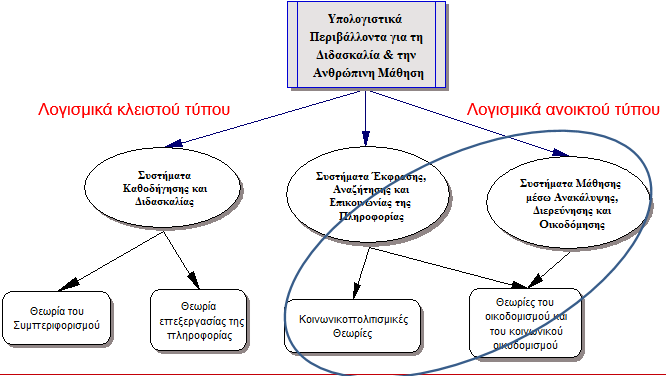 Υπολογιστικά
Περιβάλλοντα για τη
Διδασκαλία & την
Ανθρώπινη Μάθηση
Λογισμικά κλειστού τύπου
Λογισμικά ανοικτού τύπου
Συστήματα
Καθοδήγησης και
Διδασκαλίας
Συστήματα Έκφρασης,
Αναζήτησης και
Επικοινωνίας της
Πληροφορίας
Συστήματα Μάθησης
μέσω Ανακάλυψης,
Διερεύνησης και
Οικοδόμησης
Θεωρία του
Συμπεριφορισμού
Θεωρία
επεξεργασίας της
πληροφορίας
Κοινωνικοπολιτισμικές
Θεωρίες
Θεωρίες του
οικοδομισμού και
του κοινωνικού
οικοδομισμού